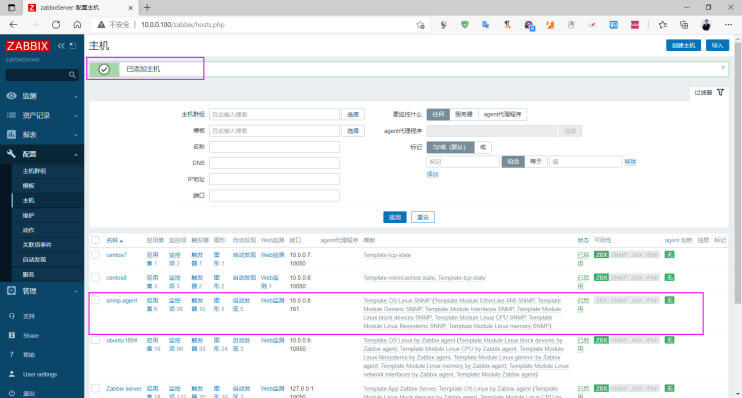 zabbixServer 配置主机
不安全
10.0.0.100/zabbix/hosts.php
ZABBIX
zabbixServer
主机
创建主机
导入
已添加主机
过滤器
监测
资产记录
报表
配置
主机群组
模板
主机
维护
动作
关联项事件
自动发现
服务
管理
支持
Share
帮助
User settings
退出
主机群组 在此输入搜索 选择
模板 在此输入搜索 选择
名称
DNS
IP地址
端口
要监控什么 任何 服务器 agent代理程序
agent代理程序 选择
标记 与/或（默认） 或
标记 包含 等于 值 移除
添加
应用 重设
名称 应用集 监控项 触发器 图形 自动发现 Web监测 接口 agent代理程序 模板 状态 可用性 agent 加密 信息 标记
centos7 应用集 1 监控项 2 触发器 1 图形 1 自动发现 Web监测 10.0.0.7: 10050 Template-tcp-state 已启用 ZBX SNMP JMX IPMI 无
centos8 应用集 3 监控项 3 触发器 2 图形 2 自动发现 Web监测 1 10.0.0.8: 10050 Template-memcached-state, Template-tcp-state 已启用 ZBX SNMP JMX IPMI 无
snmp-agent 应用集 监控项 触发器 图形 自动发现 Web监测 10.0.0.8: 161 Template OS Linux SNMP (Template Module EtherLike-MIB SNMP, Template
Module Generic SNMP, Template Module Interfaces SNMP, Template Module
Linux block devices SNMP, Template Module Linux CPU SNMP, Template
Module Linux filesystems SNMP, Template Module Linux memory SNMP) 已启用 ZBX SNMP JMX IPMI 无
ubuntu1804 应用集 监控项 触发器 图形 自动发现 Web监测 10.0.0.9: 10050 Template OS Linux by Zabbix agent (Template Module Linux block devices by
Zabbix agent, Template Module Linux CPU by Zabbix agent, Template Module
Linux filesystems by Zabbix agent, Template Module Linux generic by Zabbix
agent, Template Module Linux memory by Zabbix agent, Template Module Linux
network interfaces by Zabbix agent, Template Module Zabbix agent) 已启用 ZBX SNMP JMX IPMI 无
Zabbix server 应用 监控 触发 图 自动发 Web监测 127.0.0.1: Template App Zabbix Server, Template OS Linux by Zabbix agent (Template 已启 ZBX SNMP JMX IPMI 无